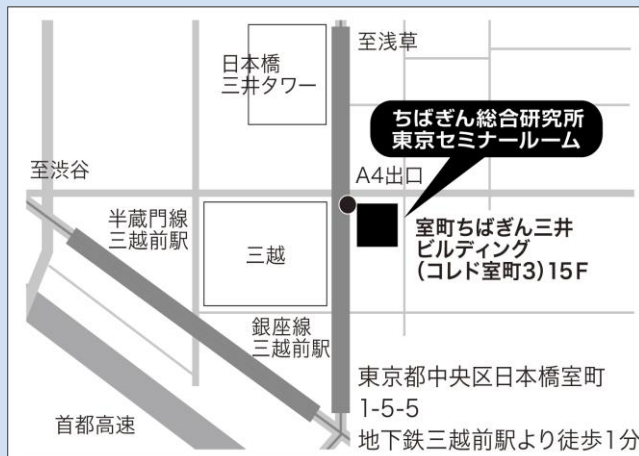 至浅草
日本橋
三井タワー
ちばぎん総合研究所
東京セミナールーム
至渋谷
A4出口
半蔵門線
三越前駅
三越
室町ちばぎん三井
ビルディング
(コレド室町3)15F
銀座線
三越前駅
東京都中央区日本橋室町
1-5-5
地下鉄三越前駅より徒歩1分
首都高速